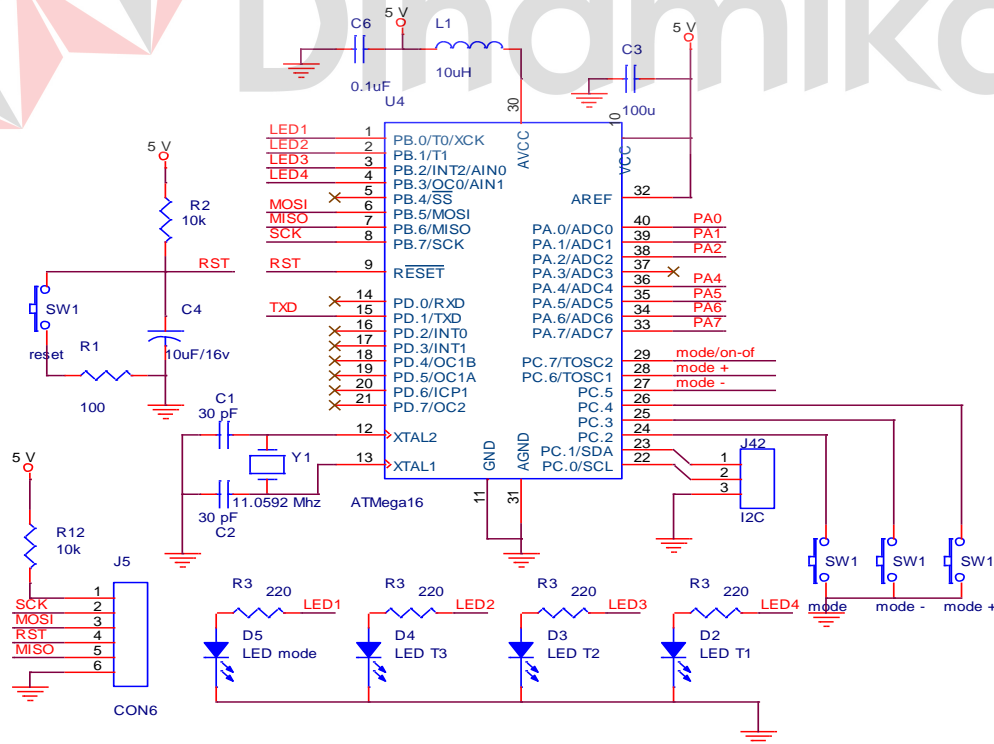 Dinamika
5 V
C6
L1
0.1uF
10uH
U4
5 V
C3
100u
30
10
AVCC
VCC
LED1
LED2
LED3
LED4
MOSI
MISO
SCK
RST
TXD
1
2
3
4
5
6
7
8
9
14
15
16
17
18
19
20
21
12
13
PB.0/T0/XCK
PB.1/T1
PB.2/INT2/AIN0
PB.3/OC0/AIN1
PB.4/SS
PB.5/MOSI
PB.6/MISO
PB.7/SCK
RESET
PD.0/RXD
PD.1/TXD
PD.2/INT0
PD.3/INT1
PD.4/OC1B
PD.5/OC1A
PD.6/ICP1
PD.7/OC2
XTAL2
XTAL1
GND
AGND
11
31
ATMega16
AREF
PA.0/ADC0
PA.1/ADC1
PA.2/ADC2
PA.3/ADC3
PA.4/ADC4
PA.5/ADC5
PA.6/ADC6
PA.7/ADC7
PC.7/TOSC2
PC.6/TOSC1
PC.5
PC.4
PC.3
PC.2
PC.1/SDA
PC.0/SCL
32
40
39
38
37
36
35
34
33
29
28
27
26
25
24
23
22
PA0
PA1
PA2
PA4
PA5
PA6
PA7
mode/on-of
mode +
mode -
5 V
R2
10k
RST
SW1
reset
C4
10uF/16v
R1
100
C1
30 pF
Y1
11.0592 Mhz
30 pF
C2
J42
1
2
3
I2C
SW1
SW1
SW1
mode
mode -
mode +
5 V
R12
10k
J5
SCK
MOSI
RST
MISO
1
2
3
4
5
6
CON6
R3
220
LED1
D5
LED mode
R3
220
LED2
D4
LED T3
R3
220
LED3
D3
LED T2
R3
220
LED4
D2
LED T1